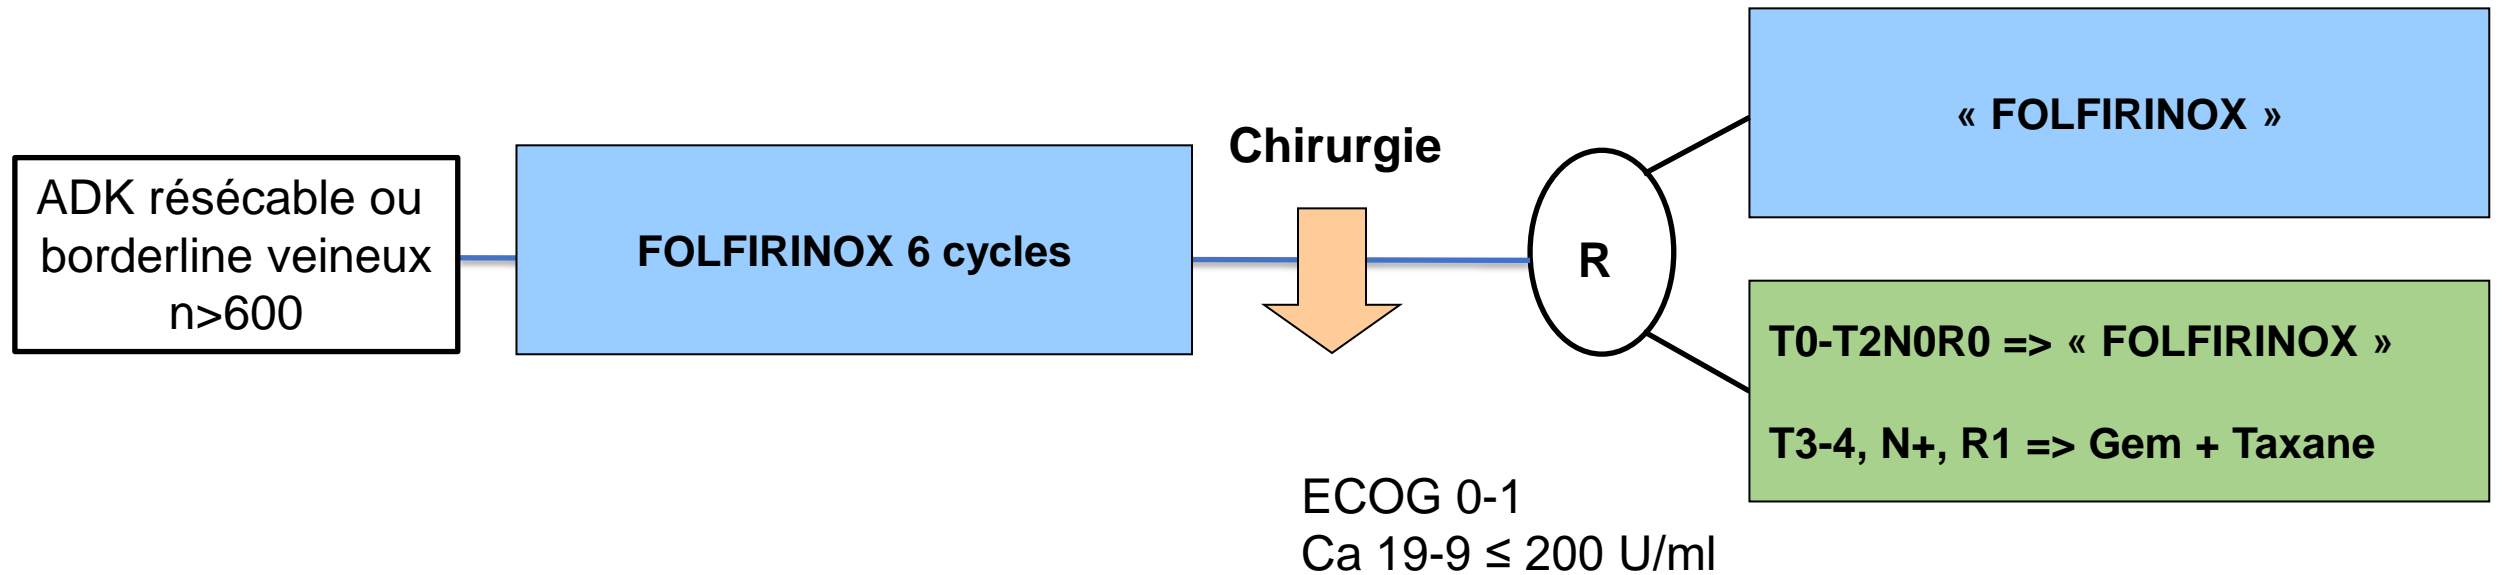 ADK résécable ou
borderline veineux
n>600
FOLFIRINOX 6 cycles
Chirurgie
R
« FOLFIRINOX »
T0-T2N0R0 => « FOLFIRINOX »
T3-4, N+, R1 => Gem + Taxane
ECOG 0-1
Ca 19-9 ≤ 200 U/ml